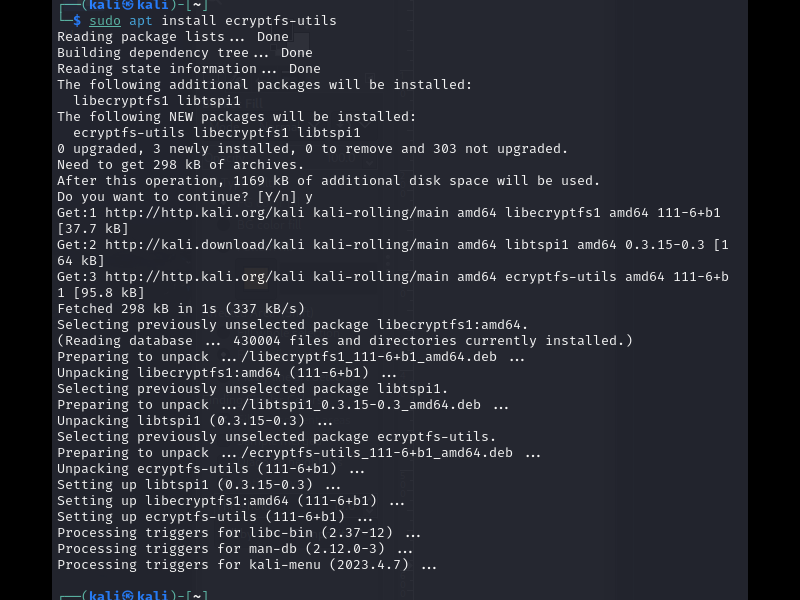 ┌──(kali㉿kali)-[~]
└─$ sudo apt install ecryptfs-utils
Reading package lists... Done
Building dependency tree... Done
Reading state information... Done
The following additional packages will be installed:
  libecryptfs1 libtspi1
The following NEW packages will be installed:
  ecryptfs-utils libecryptfs1 libtspi1
0 upgraded, 3 newly installed, 0 to remove and 303 not upgraded.
Need to get 298 kB of archives.
After this operation, 1169 kB of additional disk space will be used.
Do you want to continue? [Y/n] y
Get:1 http://http.kali.org/kali kali-rolling/main amd64 libecryptfs1 amd64 111-6+b1
[37.7 kB]
Get:2 http://kali.download/kali kali-rolling/main amd64 libtspi1 amd64 0.3.15-0.3 [1
64 kB]
Get:3 http://http.kali.org/kali kali-rolling/main amd64 ecryptfs-utils amd64 111-6+b
1 [95.8 kB]
Fetched 298 kB in 1s (337 kB/s)
Selecting previously unselected package libecryptfs1:amd64.
(Reading database ... 430004 files and directories currently installed.)
Preparing to unpack .../libecryptfs1_111-6+b1_amd64.deb ...
Unpacking libecryptfs1:amd64 (111-6+b1) ...
Selecting previously unselected package libtspi1.
Preparing to unpack .../libtspi1_0.3.15-0.3_amd64.deb ...
Unpacking libtspi1 (0.3.15-0.3) ...
Selecting previously unselected package ecryptfs-utils.
Preparing to unpack .../ecryptfs-utils_111-6+b1_amd64.deb ...
Unpacking ecryptfs-utils (111-6+b1) ...
Setting up libtspi1 (0.3.15-0.3) ...
Setting up libecryptfs1:amd64 (111-6+b1) ...
Setting up ecryptfs-utils (111-6+b1) ...
Processing triggers for libc-bin (2.37-12) ...
Processing triggers for man-db (2.12.0-3) ...
Processing triggers for kali-menu (2023.4.7) ...
┌──(kali㉿kali)-[~]